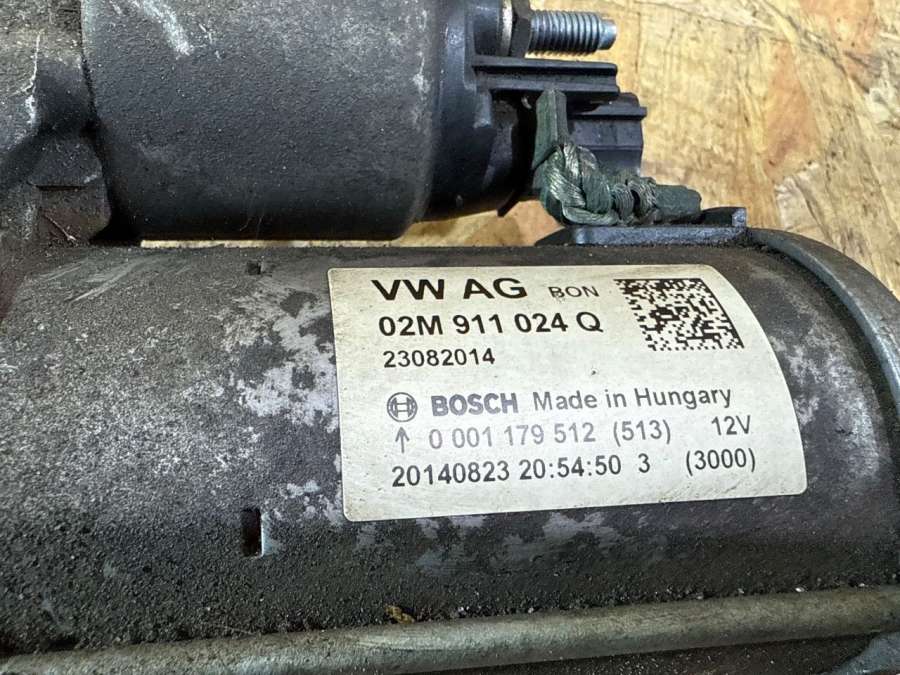 VW AG BON
02M 911 024 Q
23082014
BOSCH Made in Hungary
↑ 0 001 179 512 (513) 12V
20140823 20:54:50 3 (3000)